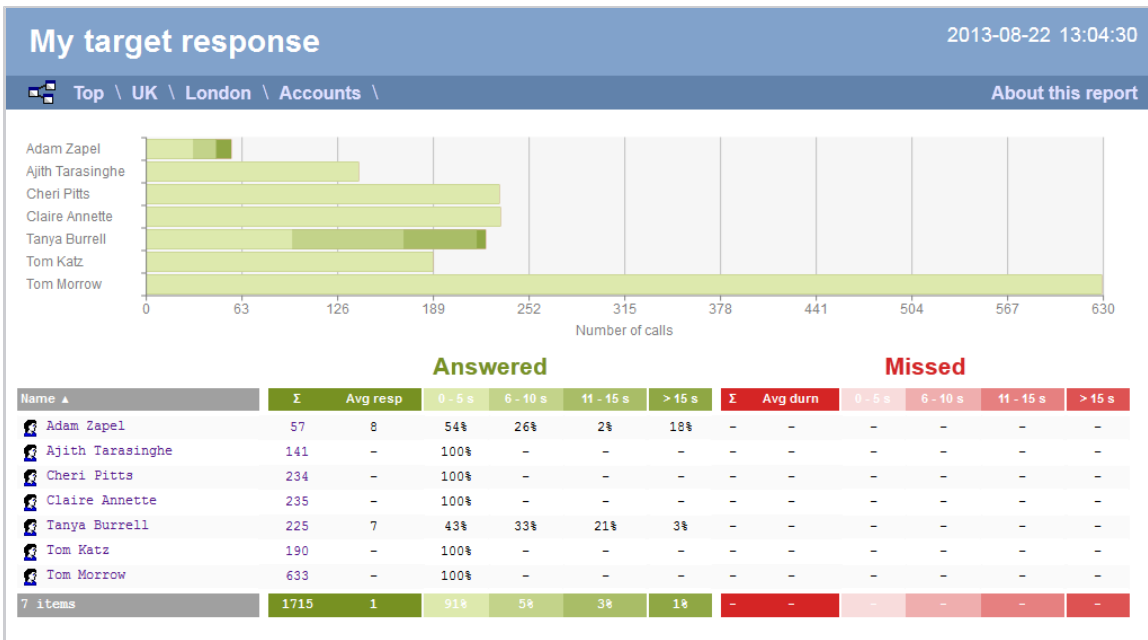 My target response 2013-08-22 13:04:30
Top \ UK \ London \ Accounts \ About this report
Adam Zapel
Ajith Tarasinghe
Cheri Pitts
Claire Annette
Tanya Burrell
Tom Katz
Tom Morrow
0 63 126 189 252 315 378 441 504 567 630
Number of calls
Answered Missed
Name ▲ Σ Avg resp 0 - 5 s 6 - 10 s 11 - 15 s > 15 s Σ Avg durn 0 - 5 s 6 - 10 s 11 - 15 s > 15 s
Adam Zapel 57 8 54% 26% 2% 18% - - - - - -
Ajith Tarasinghe 141 - 100% - - - - - - - - -
Cheri Pitts 234 - 100% - - - - - - - - -
Claire Annette 235 - 100% - - - - - - - - -
Tanya Burrell 225 7 43% 33% 21% 3% - - - - - -
Tom Katz 190 - 100% - - - - - - - - -
Tom Morrow 633 - 100% - - - - - - - - -
7 items 1715 1 91% 5% 3% 1% - - - - - -